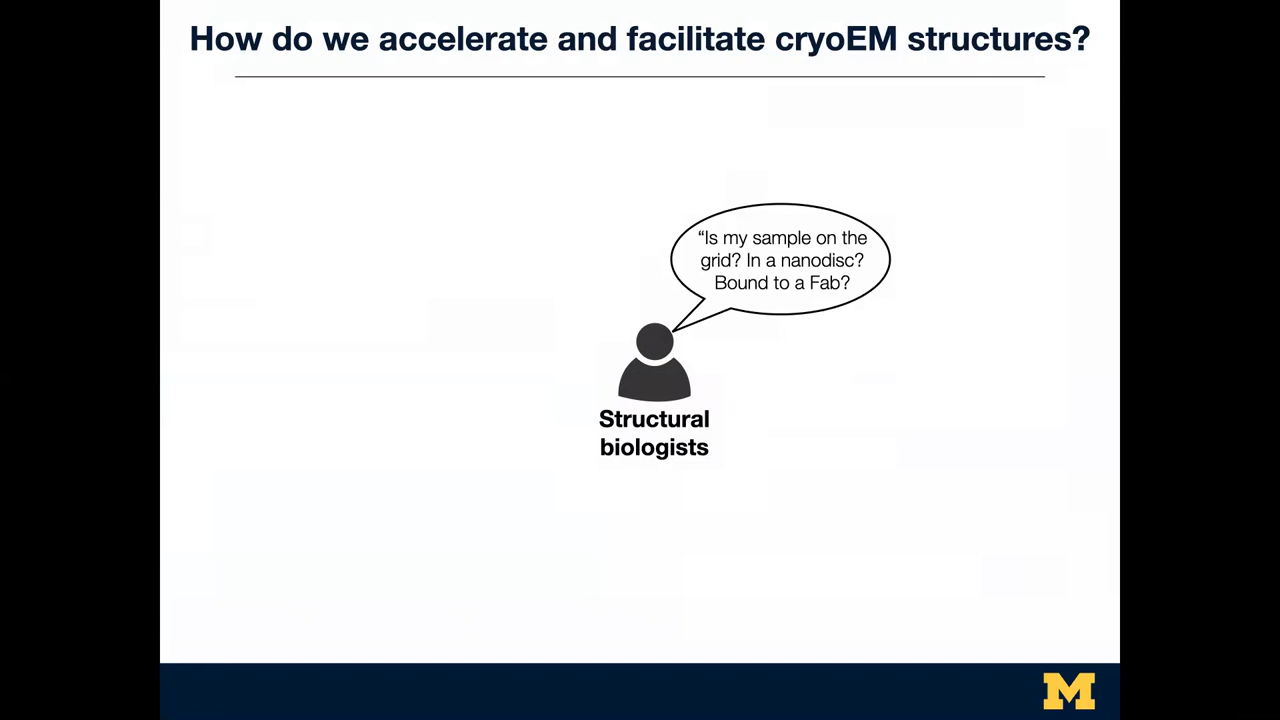 How do we accelerate and facilitate cryoEM structures?
“Is my sample on the
grid? In a nanodisc?
Bound to a Fab?
Structural
biologists
M